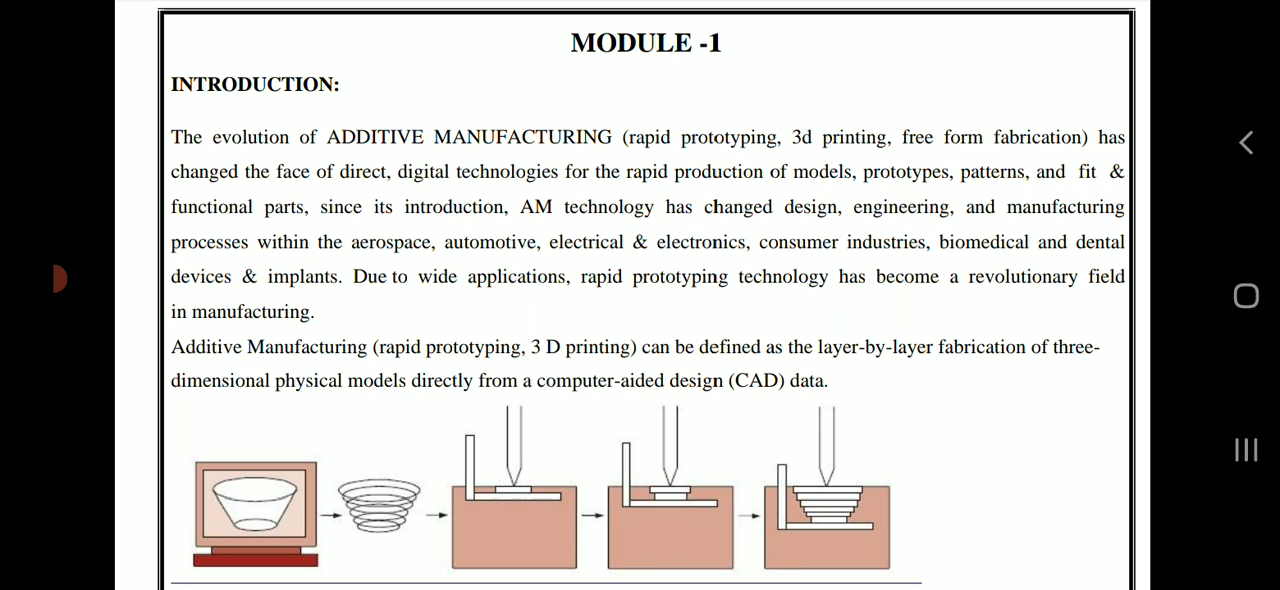 MODULE -1
INTRODUCTION:
The evolution of ADDITIVE MANUFACTURING (rapid prototyping, 3d printing, free form fabrication) has
changed the face of direct, digital technologies for the rapid production of models, prototypes, patterns, and fit &
functional parts, since its introduction, AM technology has changed design, engineering, and manufacturing
processes within the aerospace, automotive, electrical & electronics, consumer industries, biomedical and dental
devices & implants. Due to wide applications, rapid prototyping technology has become a revolutionary field
in manufacturing.
Additive Manufacturing (rapid prototyping, 3 D printing) can be defined as the layer-by-layer fabrication of three-
dimensional physical models directly from a computer-aided design (CAD) data.